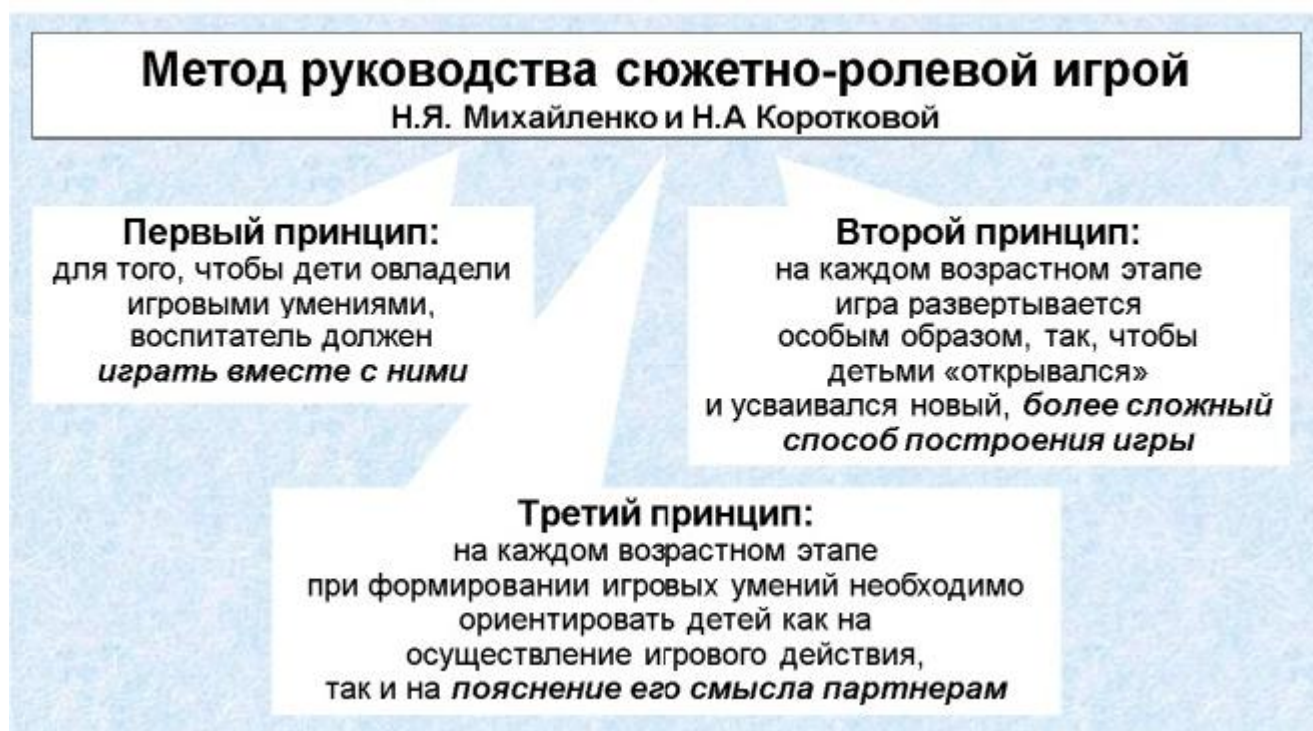 Метод руководства сюжетно-ролевой игрой
Н.Я. Михайленко и Н.А Коротковой
Первый принцип:
для того, чтобы дети овладели
игровыми умениями,
воспитатель должен
играть вместе с ними
Второй принцип:
на каждом возрастном этапе
игра развертывается
особым образом, так, чтобы
детьми «открывался»
и усваивался новый, более сложный
способ построения игры
Третий принцип:
на каждом возрастном этапе
при формировании игровых умений необходимо
ориентировать детей как на
осуществление игрового действия,
так и на пояснение его смысла партнерам